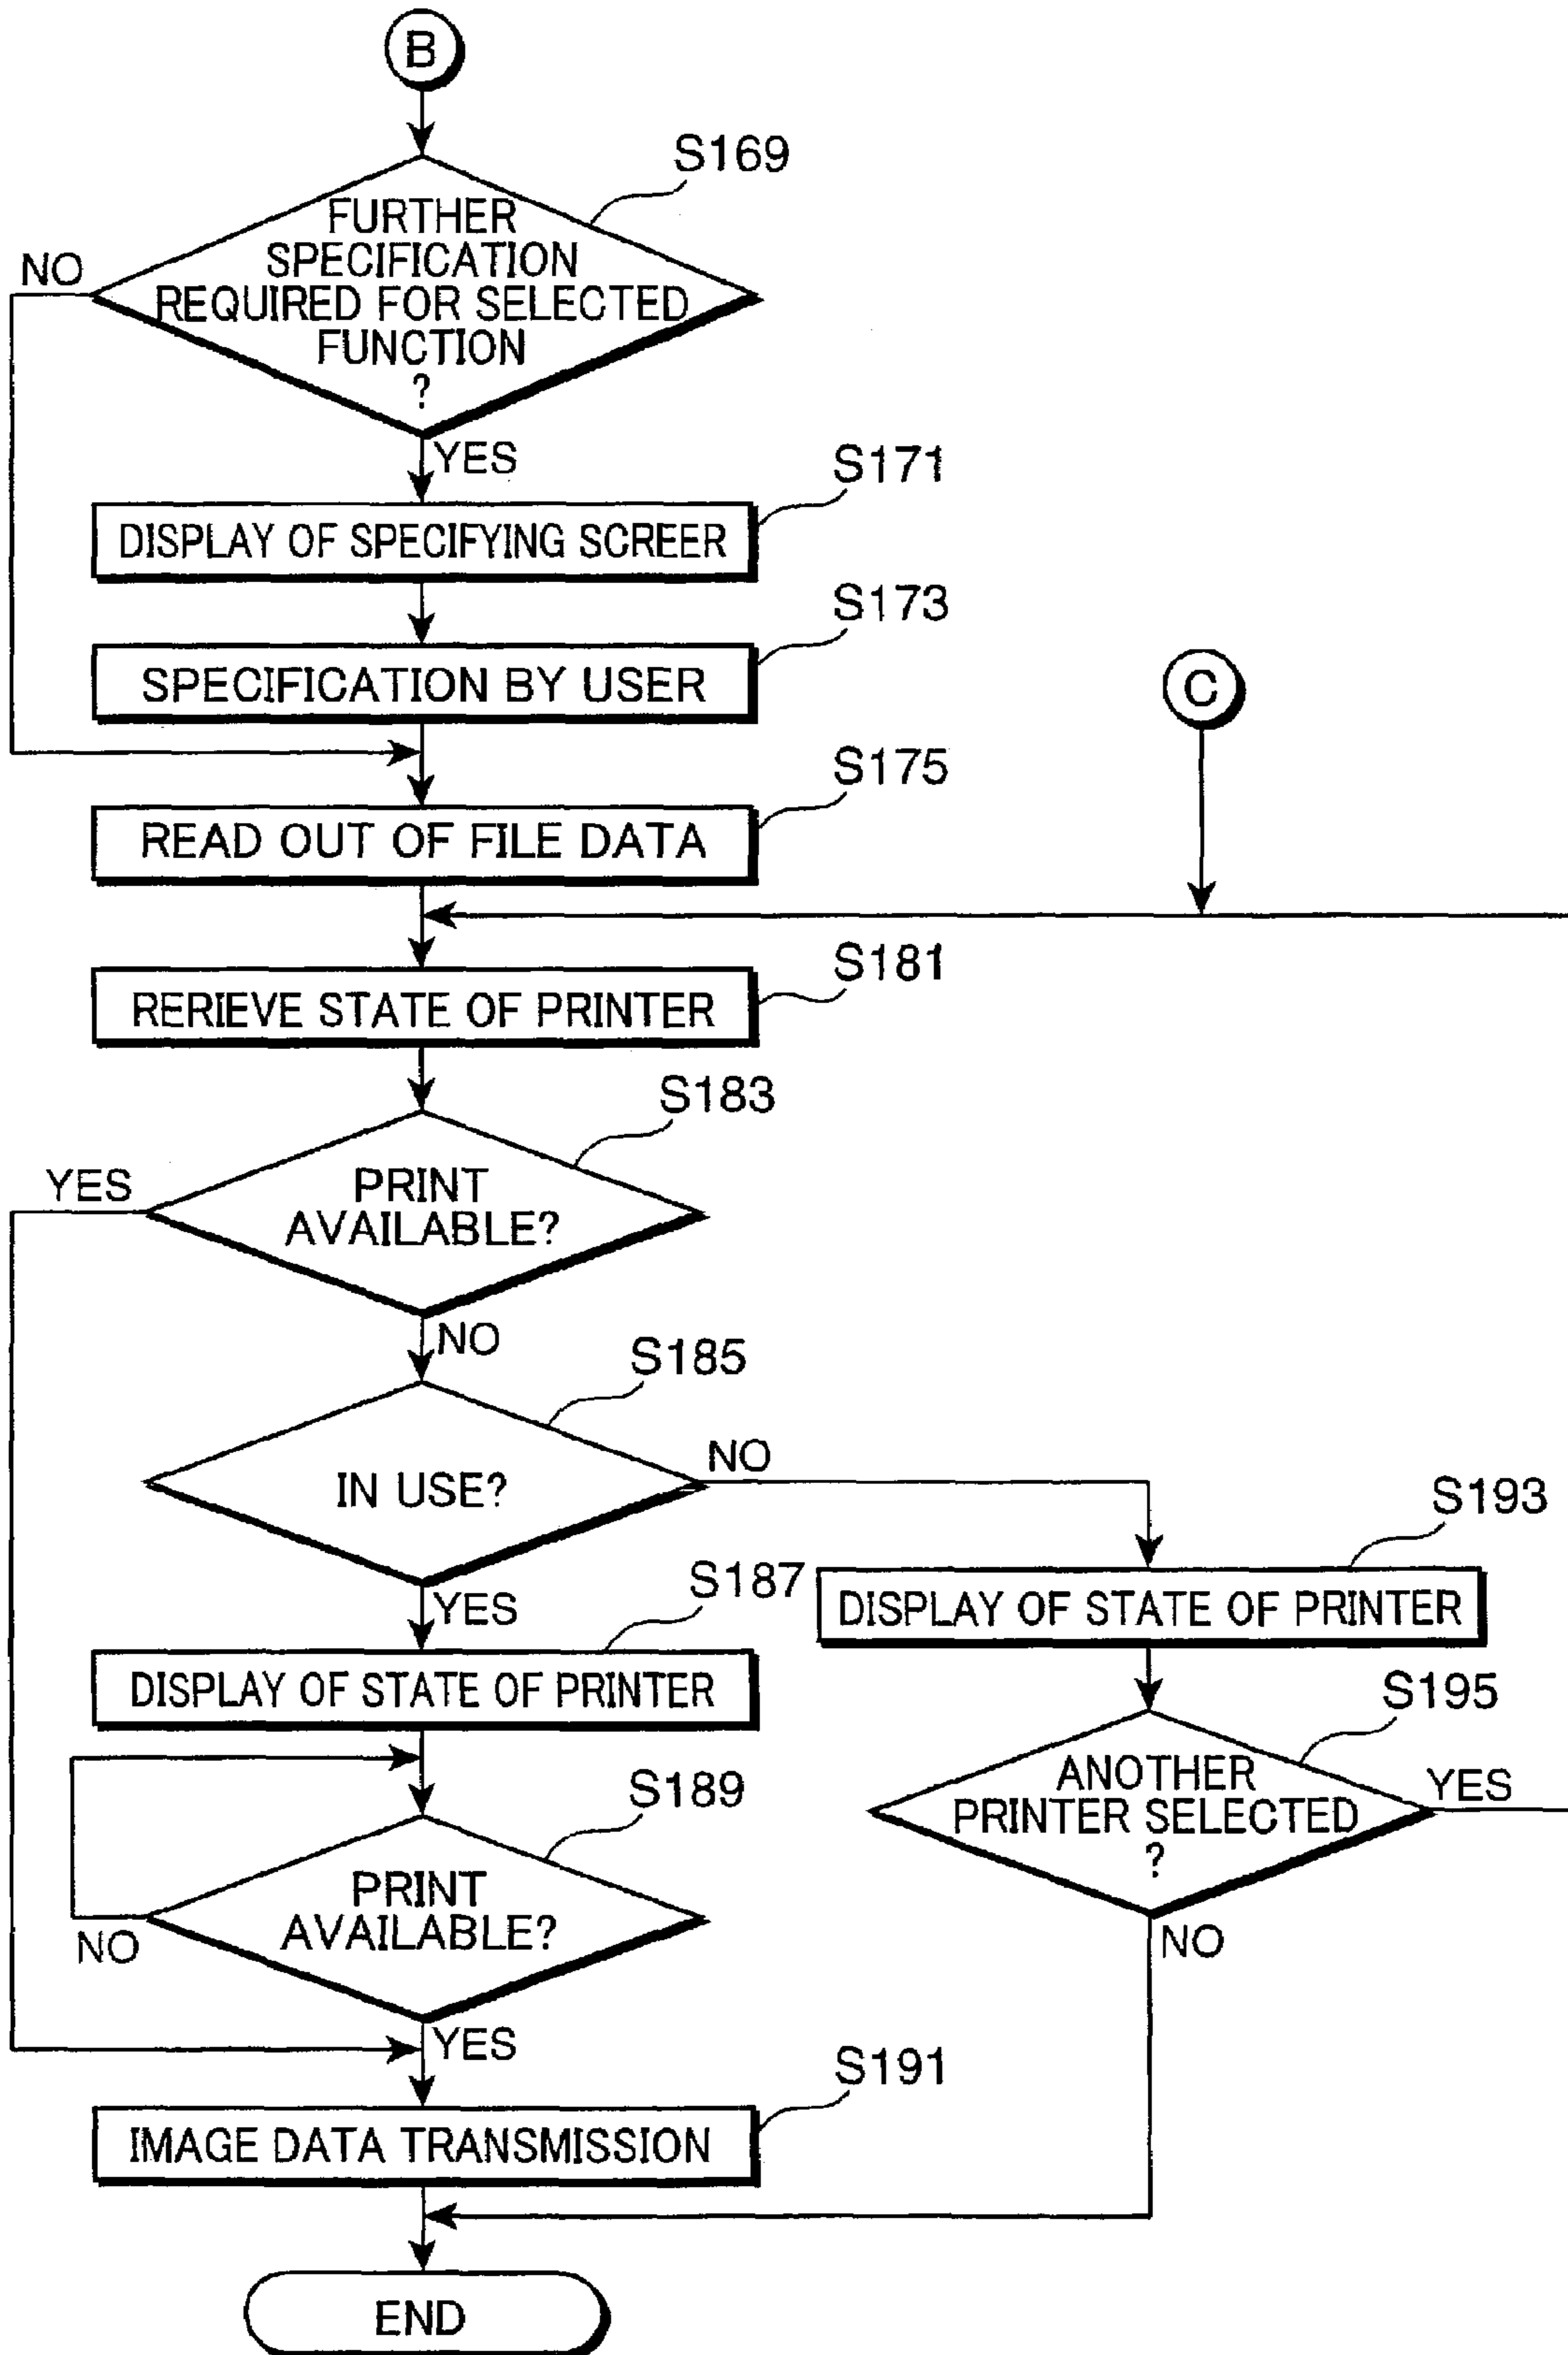 B
S169
FURTHER
SPECIFICATION
REQUIRED FOR SELECTED
FUNCTION
?
NO
YES
S171
DISPLAY OF SPECIFYING SCREER
S173
SPECIFICATION BY USER
C
S175
READ OUT OF FILE DATA
S181
RERIEVE STATE OF PRINTER
S183
YES
PRINT
AVAILABLE?
NO
S185
IN USE?
NO
S193
YES
S187
DISPLAY OF STATE OF PRINTER
DISPLAY OF STATE OF PRINTER
S195
ANOTHER
PRINTER SELECTED
?
YES
S189
PRINT
AVAILABLE?
NO
NO
YES
S191
IMAGE DATA TRANSMISSION
END